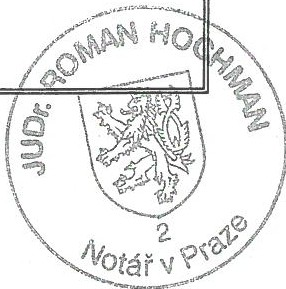 JUDr. ROMAN HOCHMAN
2
Notář v Praze